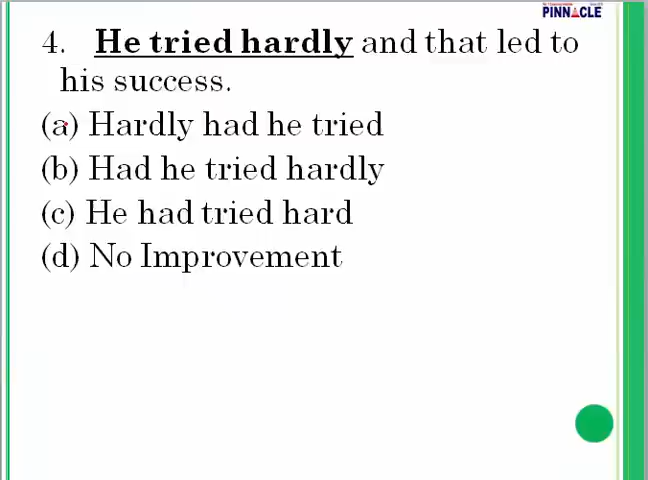 PINNACLE
4. He tried hardly and that led to
his success.
(a) Hardly had he tried
(b) Had he tried hardly
(c) He had tried hard
(d) No Improvement